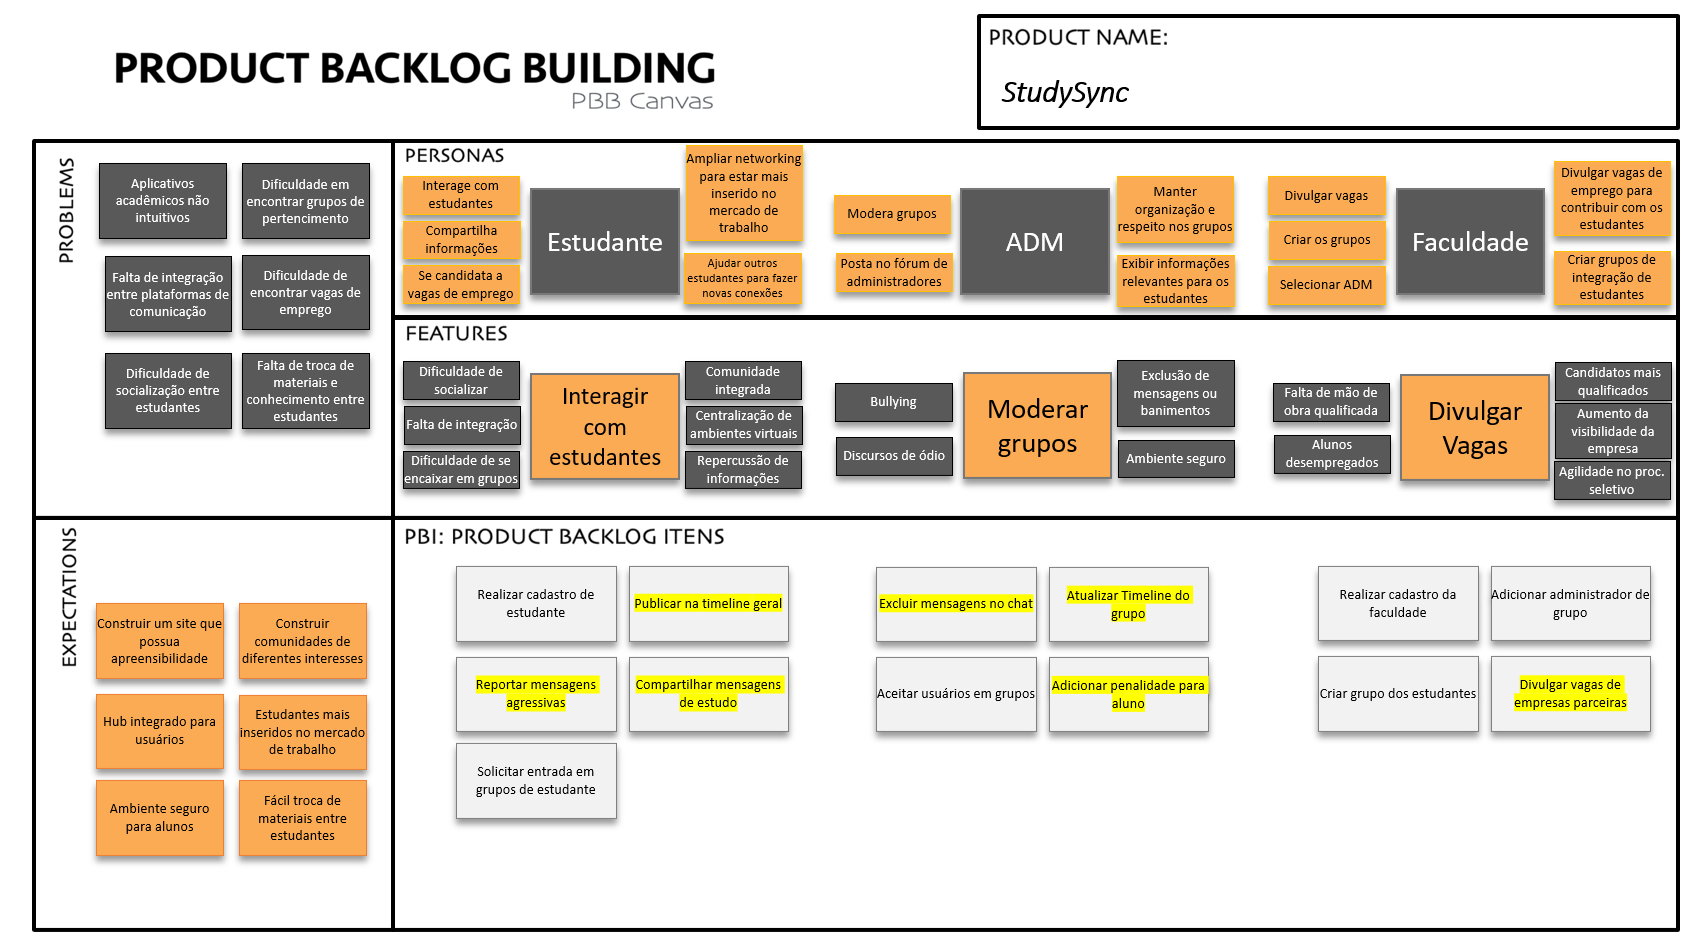 PRODUCT BACKLOG BUILDING
PBB Canvas
PRODUCT NAME:
StudySync
PROBLEMS
Aplicativos
acadêmicos não
intuitivos
Dificuldade em
encontrar grupos de
pertencimento
Falta de integração
entre plataformas de
comunicação
Dificuldade de
encontrar vagas de
emprego
Dificuldade de
socialização entre
estudantes
Falta de troca de
materiais e
conhecimento entre
estudantes
PERSONAS
Interage com
estudantes
Compartilha
informações
Se candidata a
vagas de emprego
Estudante
Ampliar networking
para estar mais
inserido no
mercado de
trabalho
Ajudar outros
estudantes para fazer
novas conexões
Modera grupos
Posta no fórum de
administradores
ADM
Manter
organização e
respeito nos grupos
Exibir informações
relevantes para os
estudantes
Divulgar vagas
Criar os grupos
Selecionar ADM
Faculdade
Divulgar vagas de
emprego para
contribuir com os
estudantes
Criar grupos de
integração de
estudantes
FEATURES
Dificuldade de
socializar
Falta de integração
Dificuldade de se
encaixar em grupos
Interagir
com
estudantes
Comunidade
integrada
Centralização de
ambientes virtuais
Repercussão de
informações
Bullying
Discursos de ódio
Moderar
grupos
Exclusão de
mensagens ou
banimentos
Ambiente seguro
Falta de mão de
obra qualificada
Alunos
desempregados
Divulgar
Vagas
Candidatos mais
qualificados
Aumento da
visibilidade da
empresa
Agilidade no proc.
seletivo
EXPECTATIONS
Construir um site que
possua
apreensibilidade
Construir
comunidades de
diferentes interesses
Hub integrado para
usuários
Estudantes mais
inseridos no mercado
de trabalho
Ambiente seguro
para alunos
Fácil troca de
materiais entre
estudantes
PBI: PRODUCT BACKLOG ITENS
Realizar cadastro de
estudante
Publicar na timeline geral
Reportar mensagens
agressivas
Compartilhar mensagens
de estudo
Solicitar entrada em
grupos de estudante
Excluir mensagens no chat
Atualizar Timeline do
grupo
Aceitar usuários em grupos
Adicionar penalidade para
aluno
Realizar cadastro da
faculdade
Adicionar administrador de
grupo
Criar grupo dos estudantes
Divulgar vagas de
empresas parceiras